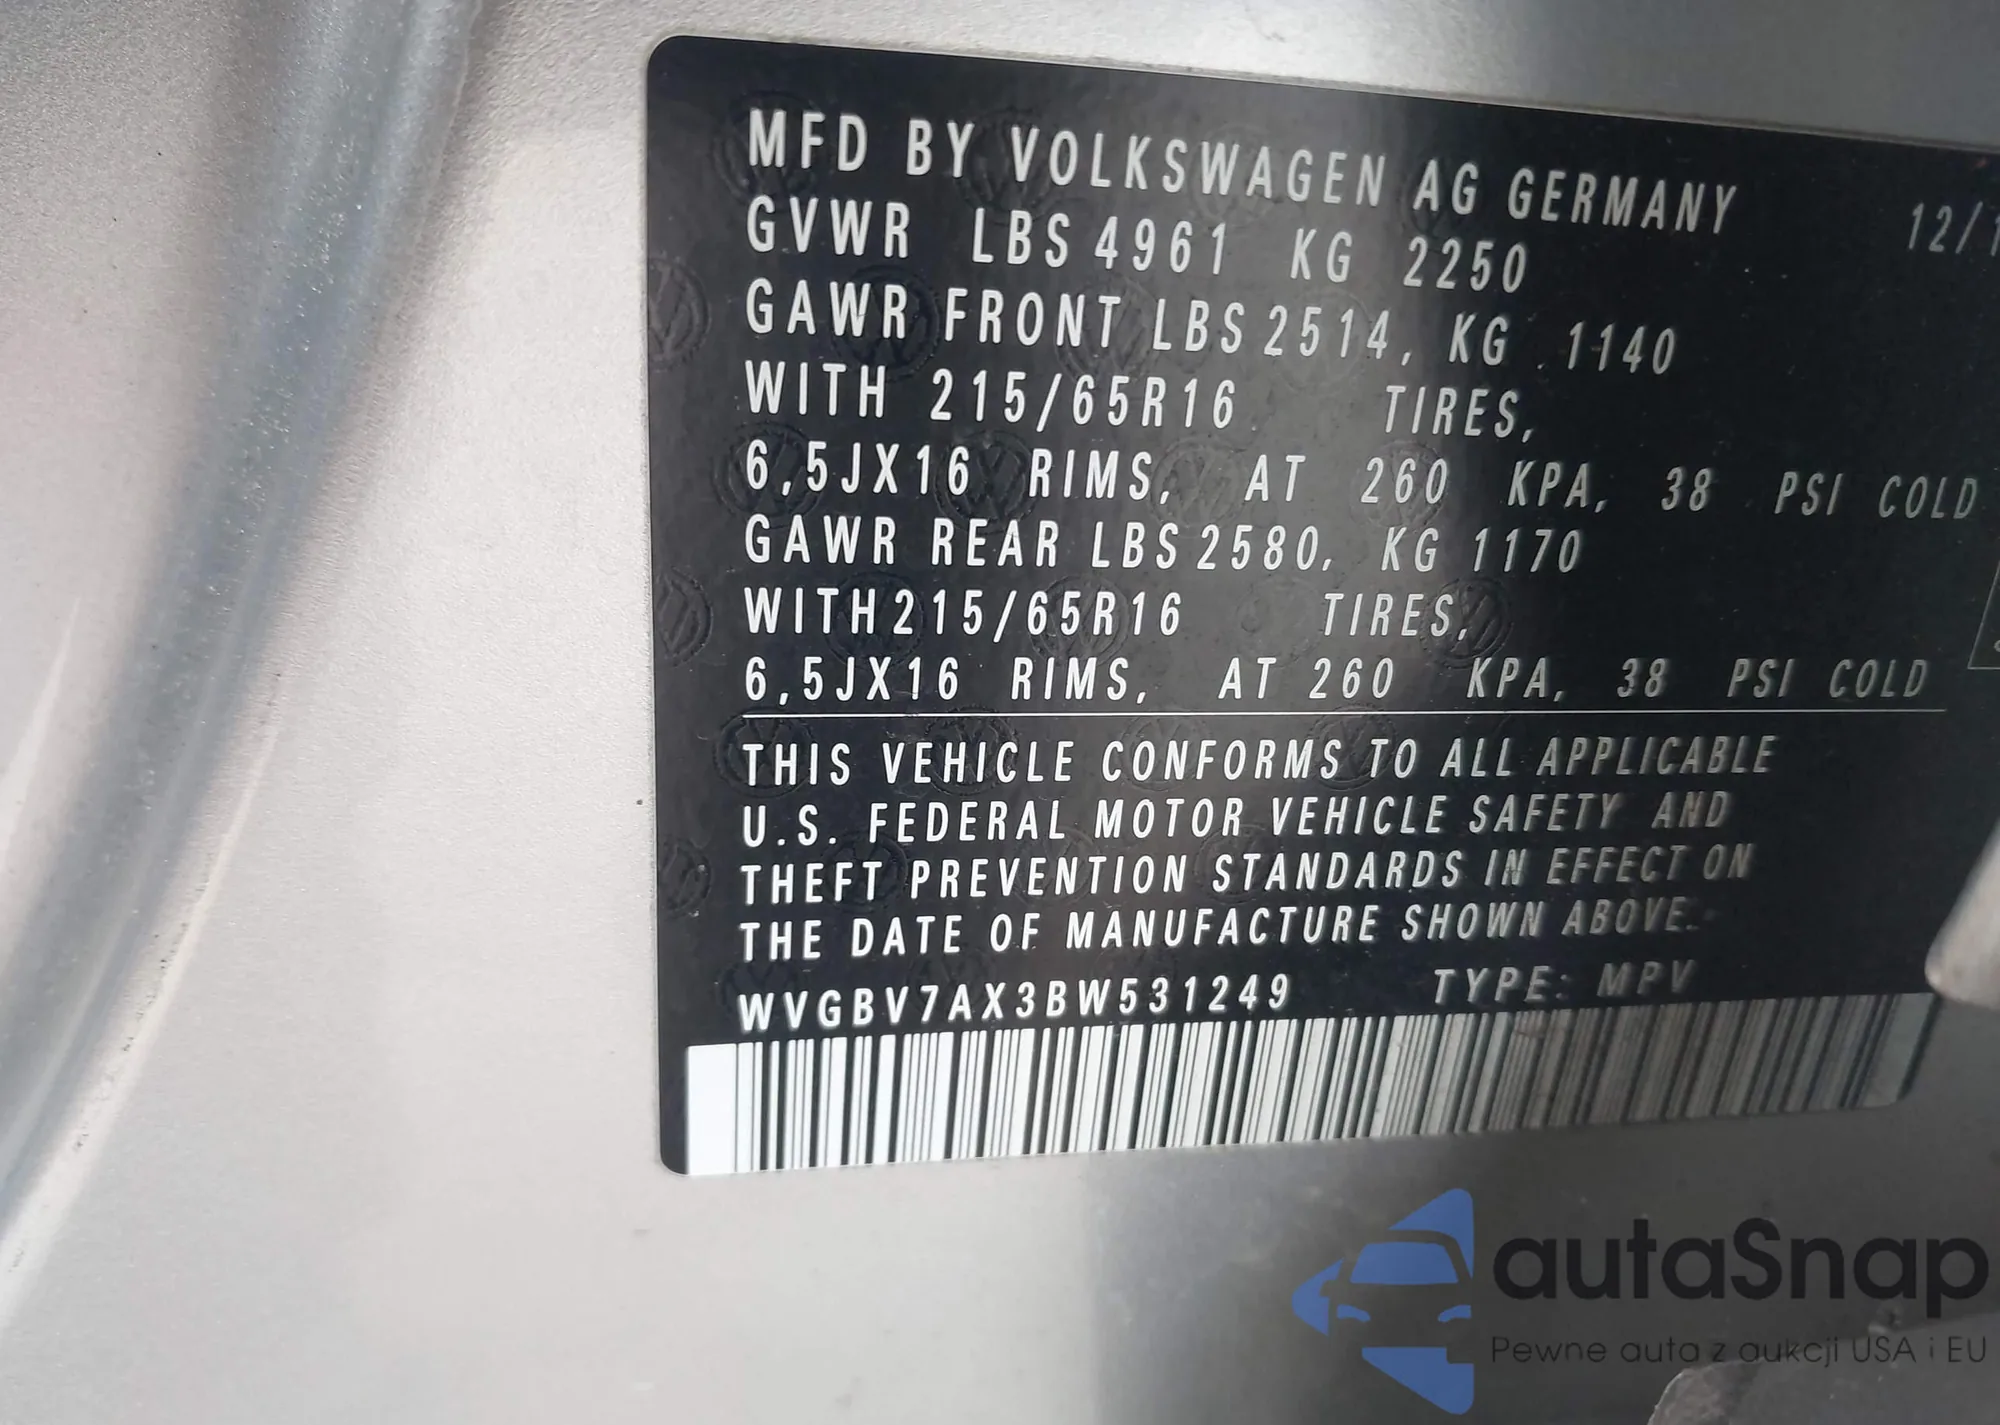 MFD BY VOLKSWAGEN AG GERMANY 12/1
GVWR LBS 4961 KG 2250
GAWR FRONT LBS 2514, KG 1140
WITH 215/65R16 TIRES,
6,5JX16 RIMS, AT 260 KPA, 38 PSI COLD
GAWR REAR LBS 2580, KG 1170
WITH 215/65R16 TIRES,
6,5JX16 RIMS, AT 260 KPA, 38 PSI COLD
THIS VEHICLE CONFORMS TO ALL APPLICABLE
U.S. FEDERAL MOTOR VEHICLE SAFETY AND
THEFT PREVENTION STANDARDS IN EFFECT ON
THE DATE OF MANUFACTURE SHOWN ABOVE.
WVGBV7AX3BW531249 TYPE: MPV
autaSnap
Pewne auta z aukcji USA i EU